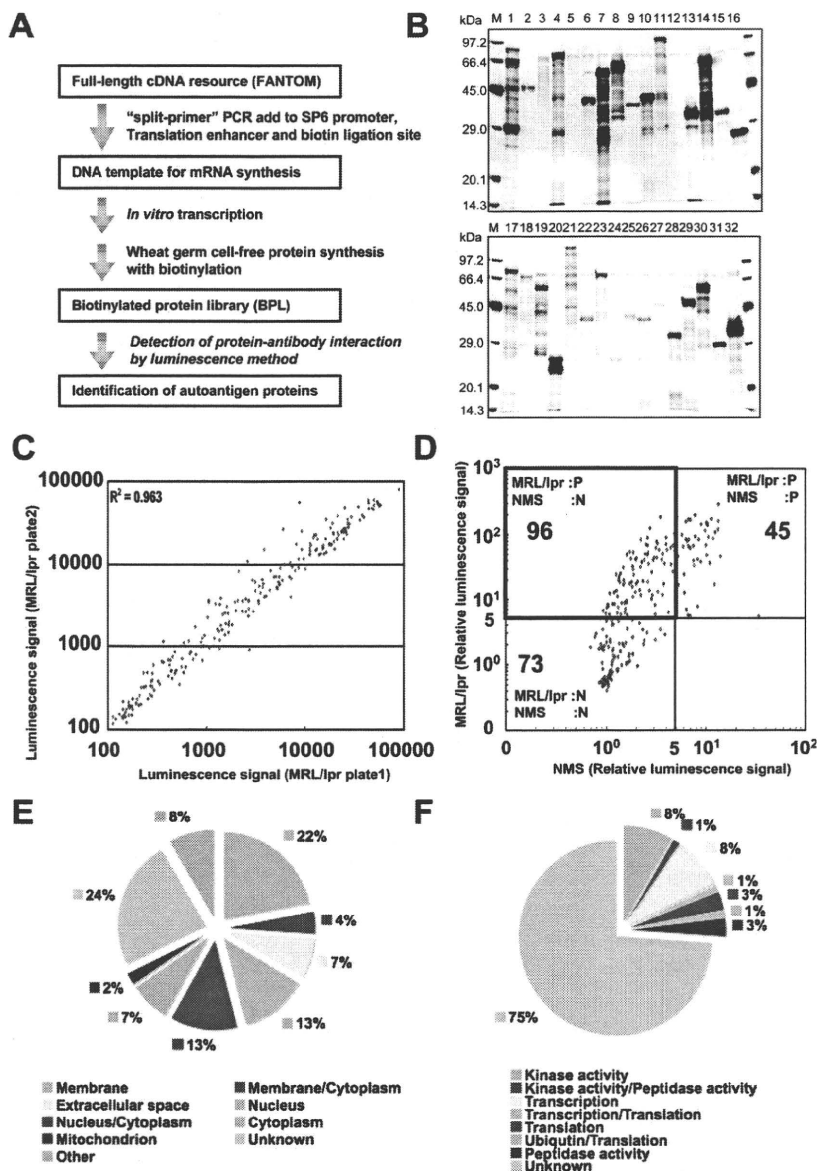 A
Full-length cDNA resource (FANTOM)
"split-primer" PCR add to SP6 promoter,
Translation enhancer and biotin ligation site
DNA template for mRNA synthesis
In vitro transcription
Wheat germ cell-free protein synthesis
with biotinylation
Biotinylated protein library (BPL)
Detection of protein-antibody interaction
by luminescence method
Identification of autoantigen proteins
B
kDa M 1 2 3 4 5 6 7 8 9 10 11 12 13 14 15 16
97.2
66.4
45.0
29.0
20.1
14.3
M 17 18 19 20 21 22 23 24 25 26 27 28 29 30 31 32
kDa
97.2
66.4
45.0
29.0
20.1
14.3
C
R² = 0.963
Luminescence signal (MRL/lpr plate2)
100000
10000
1000
100
100 1000 10000 100000
Luminescence signal (MRL/lpr plate1)
D
MRL/lpr (Relative luminescence signal)
10³
10²
10¹
5
10⁰
0
MRL/lpr :P
NMS :N
96
MRL/lpr :P
NMS :P
45
73
MRL/lpr :N
NMS :N
0 10⁰ 5 10¹ 10²
NMS (Relative luminescence signal)
E
8%
22%
24%
4%
7%
2%
7%
13%
13%
Membrane
Membrane/Cytoplasm
Extracellular space
Nucleus
Nucleus/Cytoplasm
Cytoplasm
Mitochondrion
Unknown
Other
F
8%
1%
8%
1%
3%
1%
3%
75%
Kinase activity
Kinase activity/Peptidase activity
Transcription
Transcription/Translation
Translation
Ubiqutin/Translation
Peptidase activity
Unknown